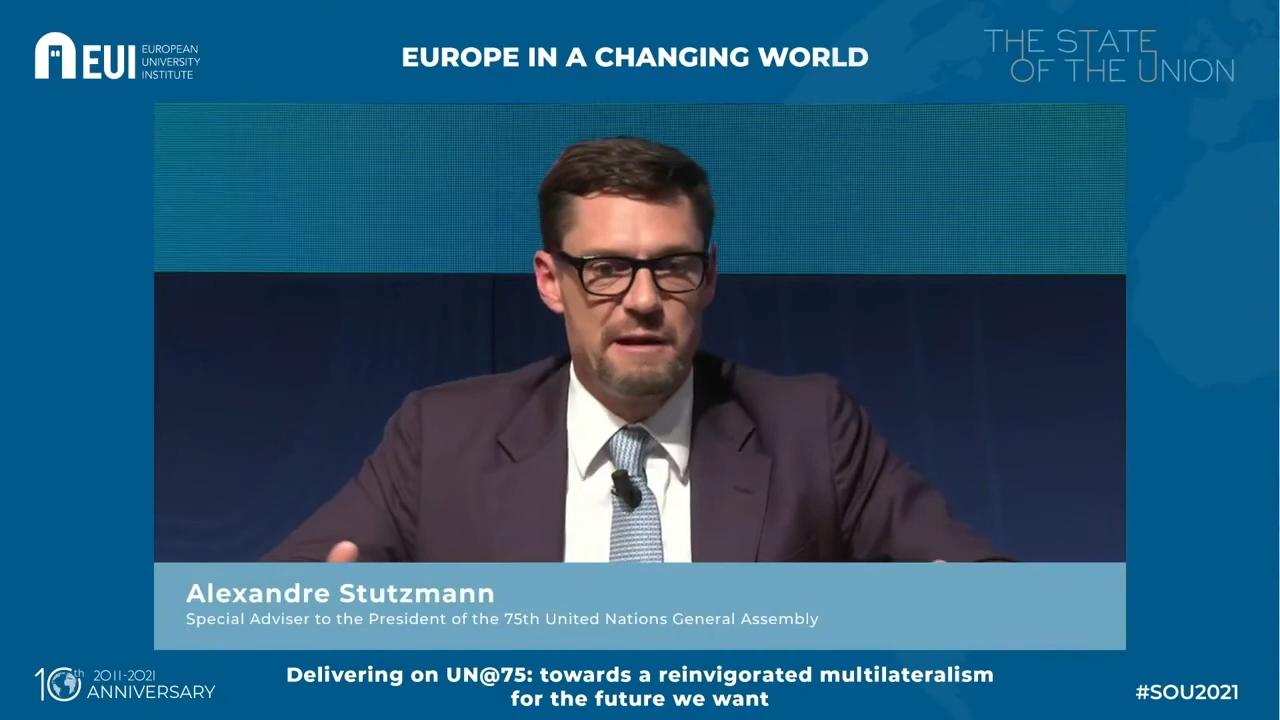 EUI
EUROPEAN
UNIVERSITY
INSTITUTE
EUROPE IN A CHANGING WORLD
THE STATE
OF THE UNION
Alexandre Stutzmann
Special Adviser to the President of the 75th United Nations General Assembly
10th 2011-2021
ANNIVERSARY
Delivering on UN@75: towards a reinvigorated multilateralism
for the future we want
#SOU2021